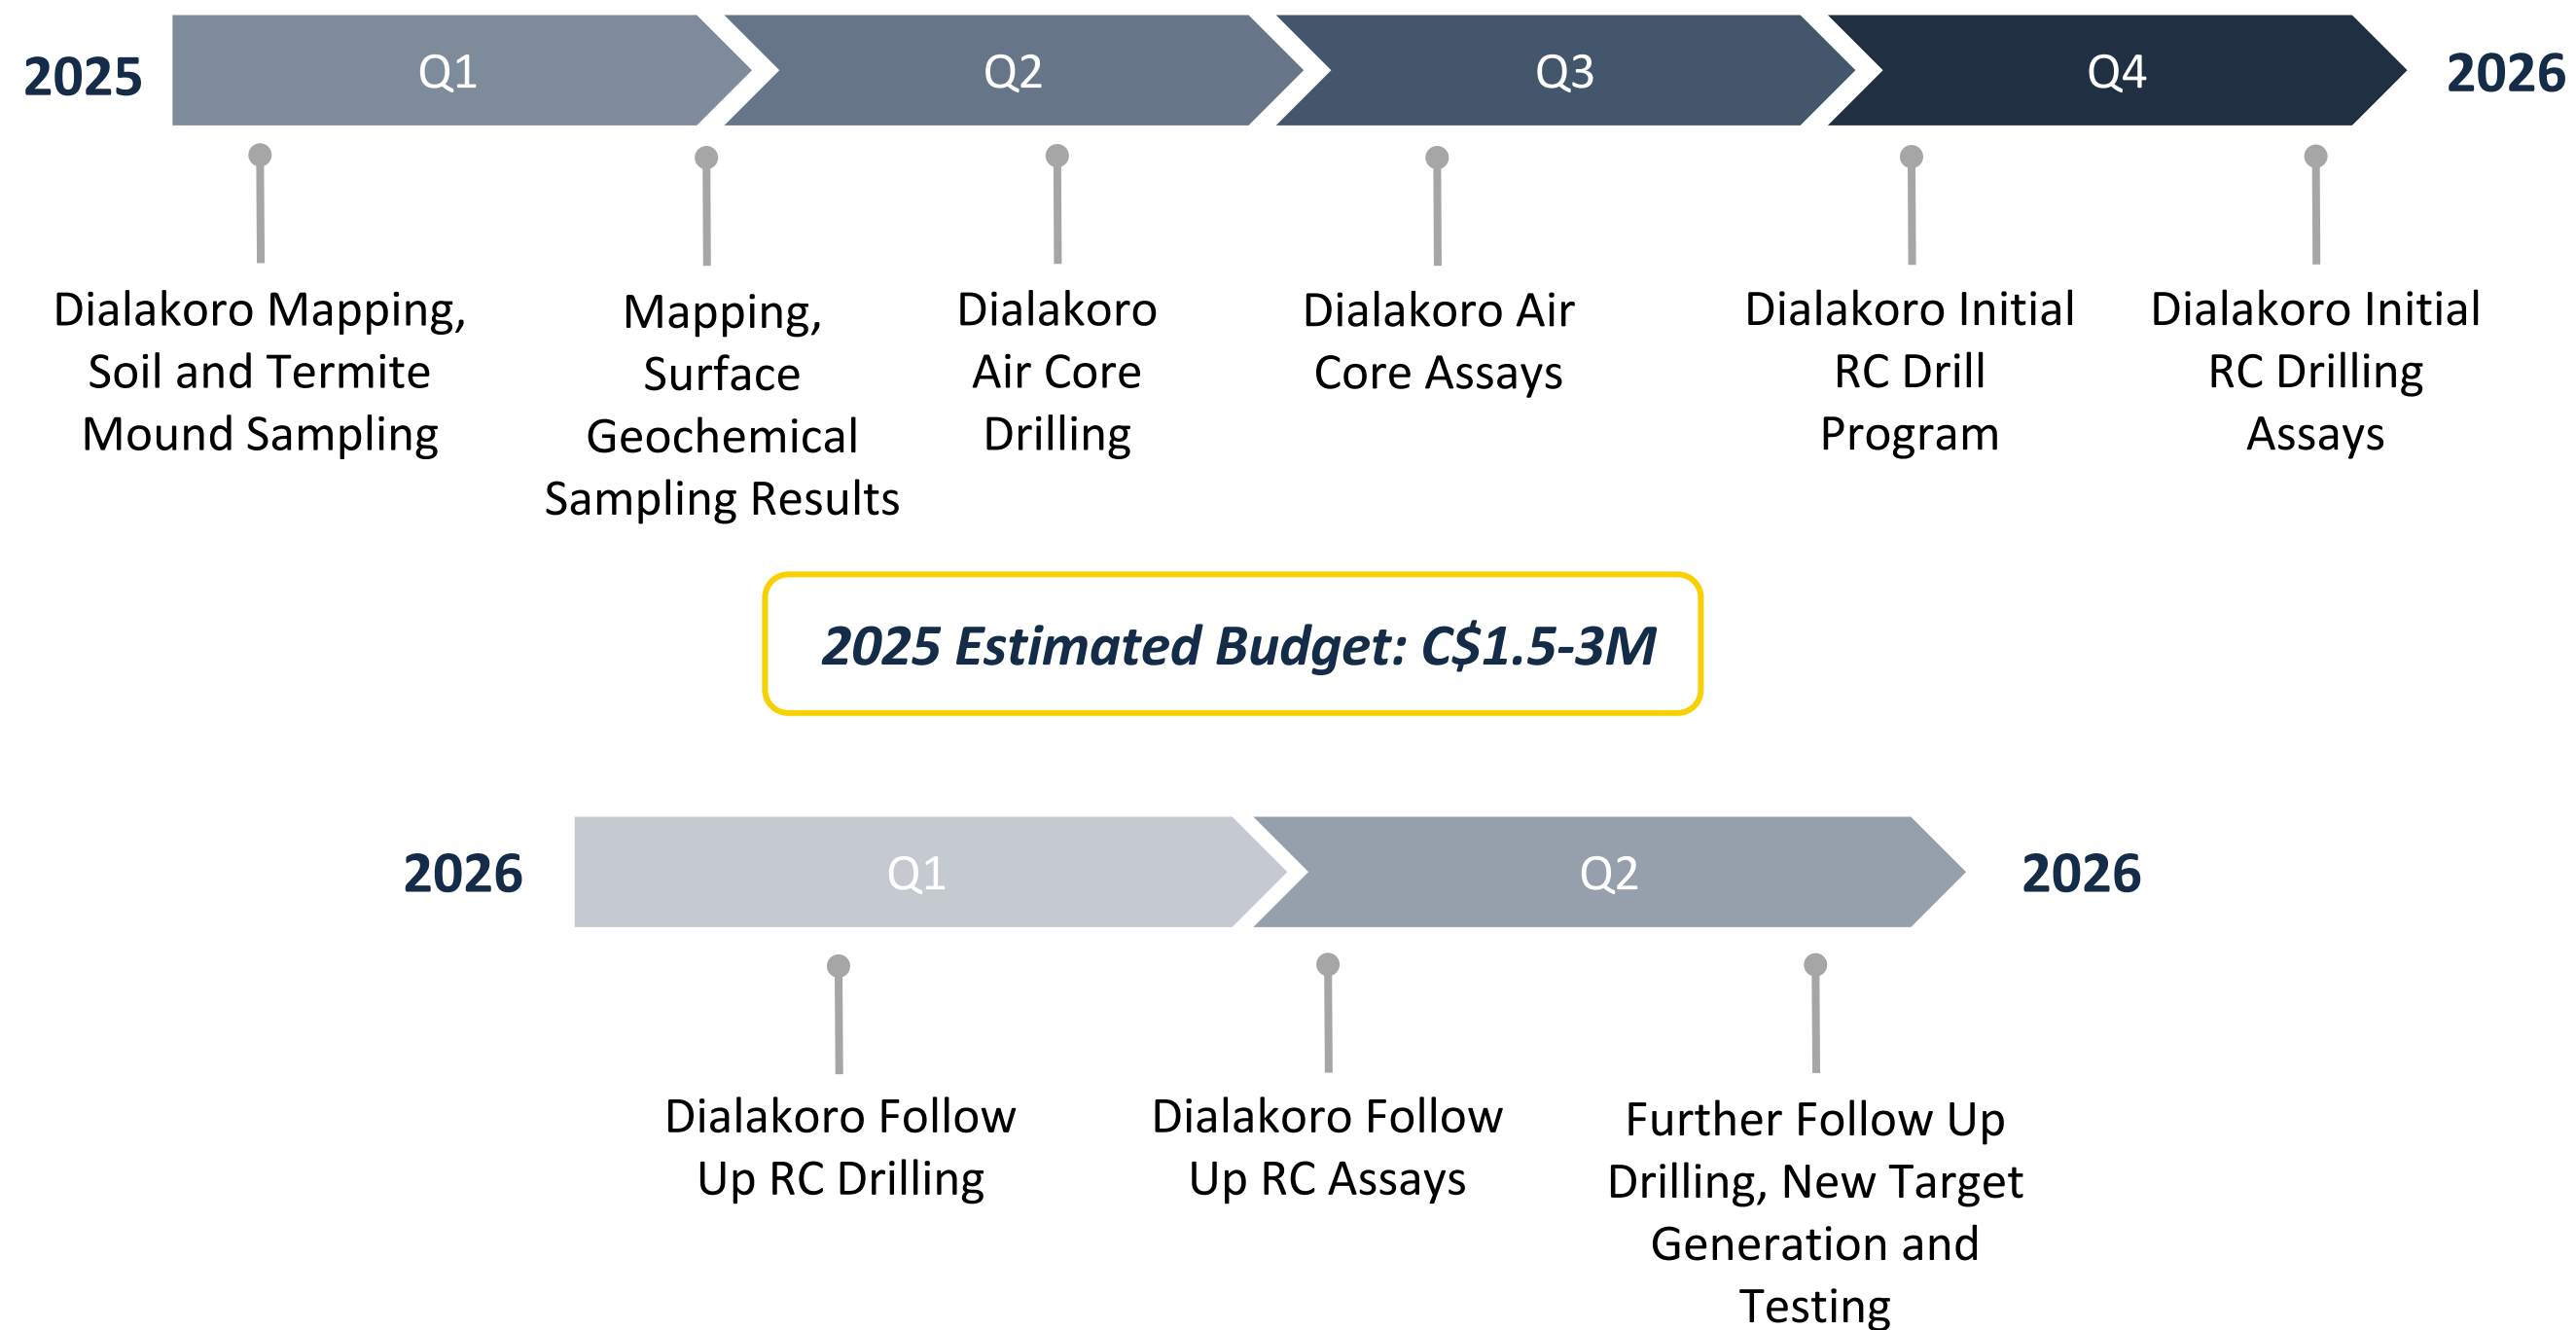 2025
Q1
Q2
Q3
Q4
2026
Dialakoro Mapping,
Soil and Termite
Mound Sampling
Mapping,
Surface
Geochemical
Sampling Results
Dialakoro
Air Core
Drilling
Dialakoro Air
Core Assays
Dialakoro Initial
RC Drill
Program
Dialakoro Initial
RC Drilling
Assays
2025 Estimated Budget: C$1.5-3M
2026
Q1
Q2
2026
Dialakoro Follow
Up RC Drilling
Dialakoro Follow
Up RC Assays
Further Follow Up
Drilling, New Target
Generation and
Testing